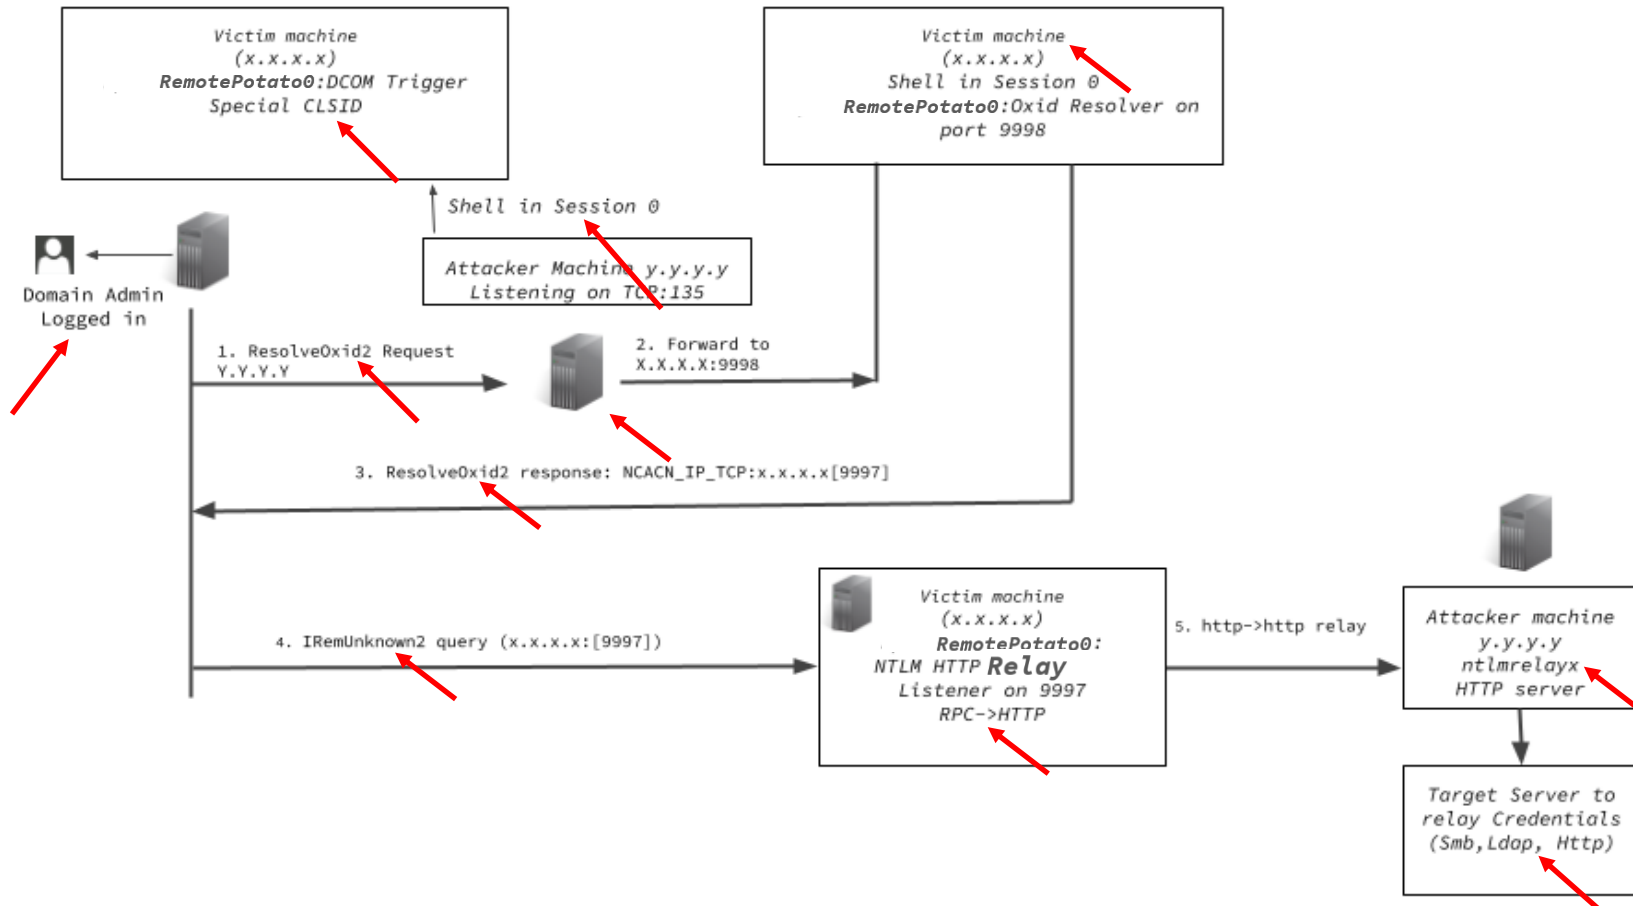 Victim machine
(x.x.x.x)
RemotePotato0:DCOM Trigger
Special CLSID
Victim machine
(x.x.x.x)
Shell in Session 0
RemotePotato0:Oxid Resolver on
port 9998
Shell in Session 0
Attacker Machine y.y.y.y
Listening on TCP:135
Domain Admin
Logged in
1. ResolveOxid2 Request
Y.Y.Y.Y
2. Forward to
X.X.X.X:9998
3. ResolveOxid2 response: NCACN_IP_TCP:x.x.x.x[9997]
4. IRemUnknown2 query (x.x.x.x:[9997])
Victim machine
(x.x.x.x)
RemotePotato0:
NTLM HTTP Relay
Listener on 9997
RPC->HTTP
5. http->http relay
Attacker machine
y.y.y.y
ntlmrelayx
HTTP server
Target Server to
relay Credentials
(Smb,Ldap, Http)